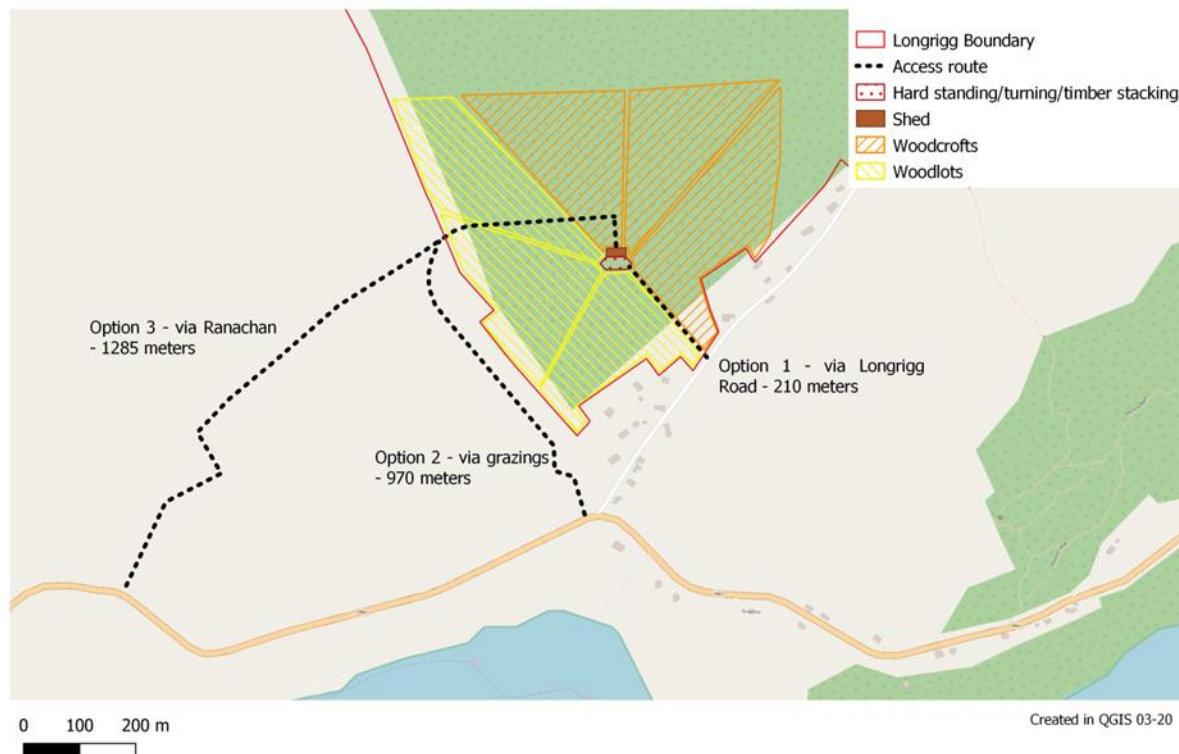 Longrigg Boundary
Access route
Hard standing/turning/timber stacking
Shed
Woodcrofts
Woodlots
Option 3 - via Ranachan
- 1285 meters
Option 1 - via Longrigg
Road - 210 meters
Option 2 - via grazings
- 970 meters
0 100 200 m
Created in QGIS 03-20